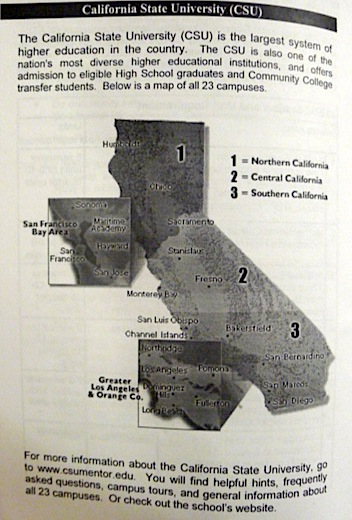 California State University (CSU)
The California State University (CSU) is the largest system of
higher education in the country. The CSU is also one of the
nation's most diverse higher educational institutions, and offers
admission to eligible High School graduates and Community College
transfer students. Below is a map of all 23 campuses.
Humboldt
1
Chico
1 = Northern California
2 = Central California
3 = Southern California
Sonoma
San Francisco
Bay Area
Maritime
Academy
Sacramento
Hayward
San
Francisco
Stanislaus
San Jose
Fresno
2
Monterey Bay
San Luis Obispo
Channel Islands
Bakersfield
3
Northridge
San Bernardino
Los Angeles
Pomona
Greater
Los Angeles
& Orange Co.
Dominguez
Hills
San Marcos
Fullerton
Long Beach
San Diego
For more information about the California State University, go
to www.csumentor.edu. You will find helpful hints, frequently
asked questions, campus tours, and general information about
all 23 campuses. Or check out the school's website.